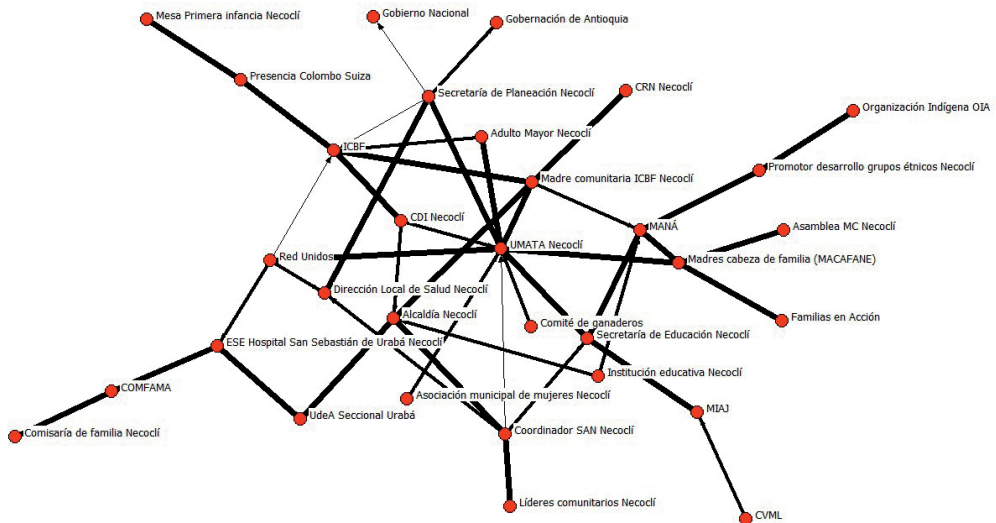 Mesa Primera infancia Necoclí
Gobierno Nacional
Gobernación de Antioquia
Presencia Colombo Suiza
Secretaría de Planeación Necoclí
CRN Necoclí
Organización Indígena OIA
Adulto Mayor Necoclí
ICBF
Promotor desarrollo grupos étnicos Necoclí
Madre comunitaria ICBF Necoclí
CDI Necoclí
MANÁ
Asamblea MC Necoclí
UMATA Necoclí
Red Unidos
Madres cabeza de familia (MACAFANE)
Dirección Local de Salud Necoclí
Alcaldía Necoclí
Comité de ganaderos
Familias en Acción
Secretaría de Educación Necoclí
ESE Hospital San Sebastián de Urabá Necoclí
Institución educativa Necoclí
COMFAMA
Asociación municipal de mujeres Necoclí
UdeA Seccional Urabá
MIAJ
Comisaría de familia Necoclí
Coordinador SAN Necoclí
Líderes comunitarios Necoclí
CVML